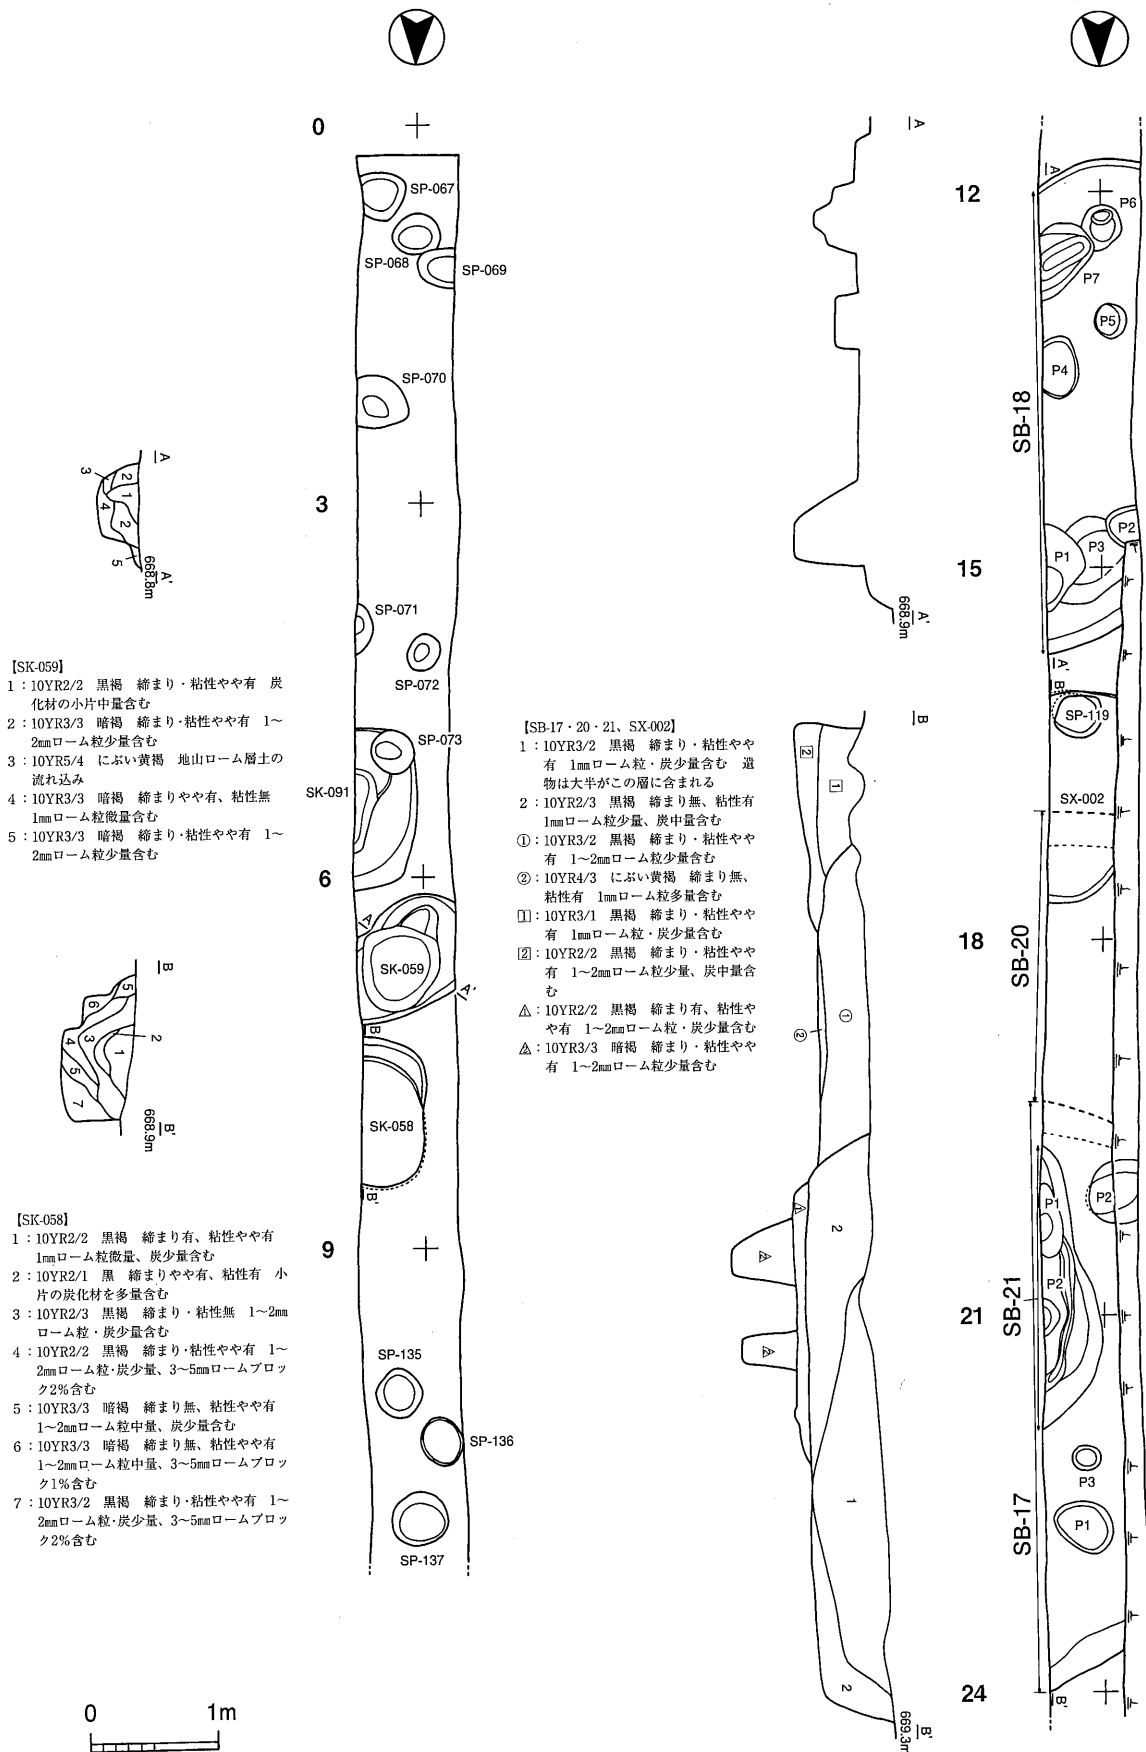 0
SP-067
SP-068
SP-069
SP-070
3
SP-071
SP-072
SP-073
SK-091
6
A
SK-059
A'
B
SK-058
B'
9
SP-135
SP-136
SP-137
A
3
2
1
4
2
5
668.8m
A'
【SK-059】
1：10YR2/2 黒褐 締まり・粘性やや有 炭
化材の小片中量含む
2：10YR3/3 暗褐 締まり・粘性やや有 1～
2㎜ローム粒少量含む
3：10YR5/4 にぶい黄褐 地山ローム層土の
流れ込み
4：10YR3/3 暗褐 締まりやや有、粘性無
1㎜ローム粒微量含む
5：10YR3/3 暗褐 締まり・粘性やや有 1～
2㎜ローム粒少量含む
B
5
6
2
3
1
4
5
7
668.9m
B'
【SK-058】
1：10YR2/2 黒褐 締まり有、粘性やや有
1㎜ローム粒微量、炭少量含む
2：10YR2/1 黒 締まりやや有、粘性有 小
片の炭化材を多量含む
3：10YR2/3 黒褐 締まり・粘性無 1～2㎜
ローム粒・炭少量含む
4：10YR2/2 黒褐 締まり・粘性やや有 1～
2㎜ローム粒・炭少量、3～5㎜ロームブロッ
ク2％含む
5：10YR3/3 暗褐 締まり無、粘性やや有
1～2㎜ローム粒中量、炭少量含む
6：10YR3/3 暗褐 締まり無、粘性やや有
1～2㎜ローム粒中量、3～5㎜ロームブロッ
ク1％含む
7：10YR3/2 黒褐 締まり・粘性やや有 1～
2㎜ローム粒・炭少量、3～5㎜ロームブロッ
ク2％含む
0 1m
A
668.9m
A'
【SB-17・20・21、SX-002】
1：10YR3/2 黒褐 締まり・粘性やや
有 1㎜ローム粒・炭少量含む 遺
物は大半がこの層に含まれる
2：10YR2/3 黒褐 締まり無、粘性有
1㎜ローム粒少量、炭中量含む
①：10YR3/2 黒褐 締まり・粘性やや
有 1～2㎜ローム粒少量含む
②：10YR4/3 にぶい黄褐 締まり無、
粘性有 1㎜ローム粒多量含む
[1]：10YR3/1 黒褐 締まり・粘性やや
有 1㎜ローム粒・炭少量含む
[2]：10YR2/2 黒褐 締まり・粘性やや
有 1～2㎜ローム粒少量、炭中量含
む
△1：10YR2/2 黒褐 締まり有、粘性や
や有 1～2㎜ローム粒・炭少量含む
△2：10YR3/3 暗褐 締まり・粘性やや
有 1～2㎜ローム粒少量含む
B
[2]
[1]
①
②
△1
2
△2
△2
1
2
669.3m
B'
12
A
P6
P7
P5
P4
SB-18
P2
P3
P1
15
A'
B
SP-119
SX-002
18
SB-20
P1
P2
P2
21
SB-21
P3
P1
SB-17
24
B'